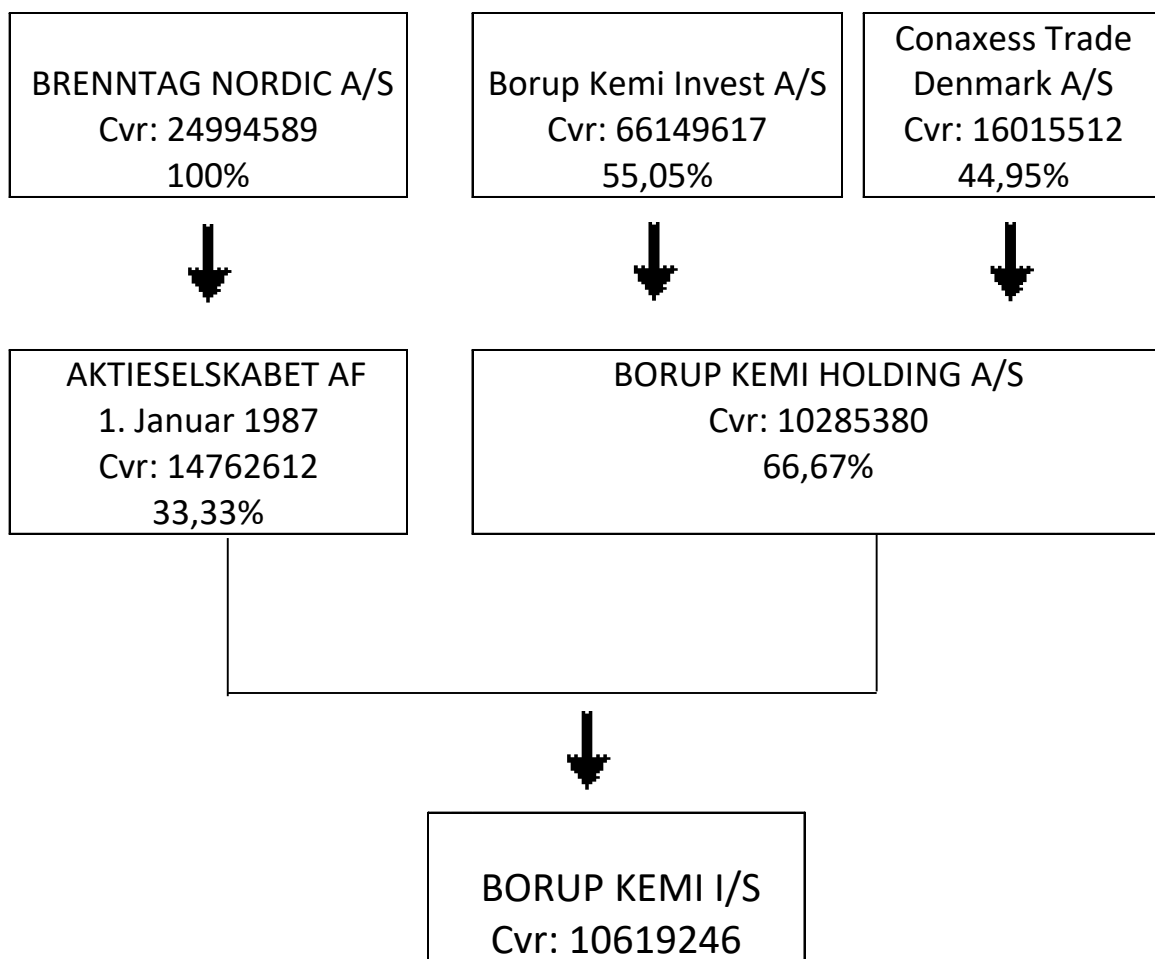 BRENNTAG NORDIC A/S
Cvr: 24994589
100%
Borup Kemi Invest A/S
Cvr: 66149617
55,05%
Conaxess Trade
Denmark A/S
Cvr: 16015512
44,95%
AKTIESELSKABET AF
1. Januar 1987
Cvr: 14762612
33,33%
BORUP KEMI HOLDING A/S
Cvr: 10285380
66,67%
BORUP KEMI I/S
Cvr: 10619246